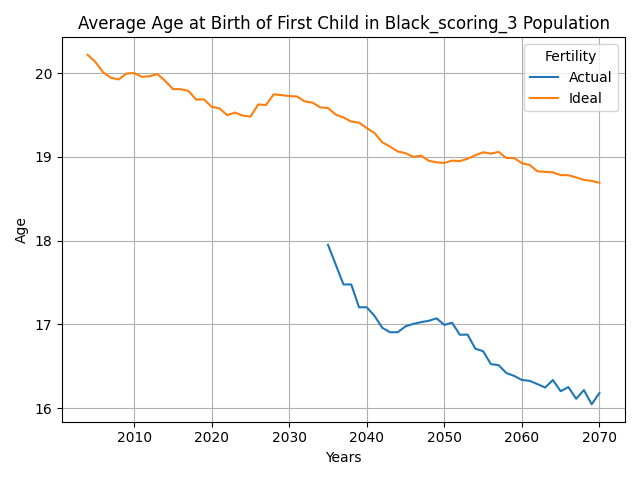 Average Age at Birth of First Child in Black_scoring_3 Population
Fertility
Actual
Ideal
Age
20
19
18
17
16
2010
2020
2030
2040
2050
2060
2070
Years